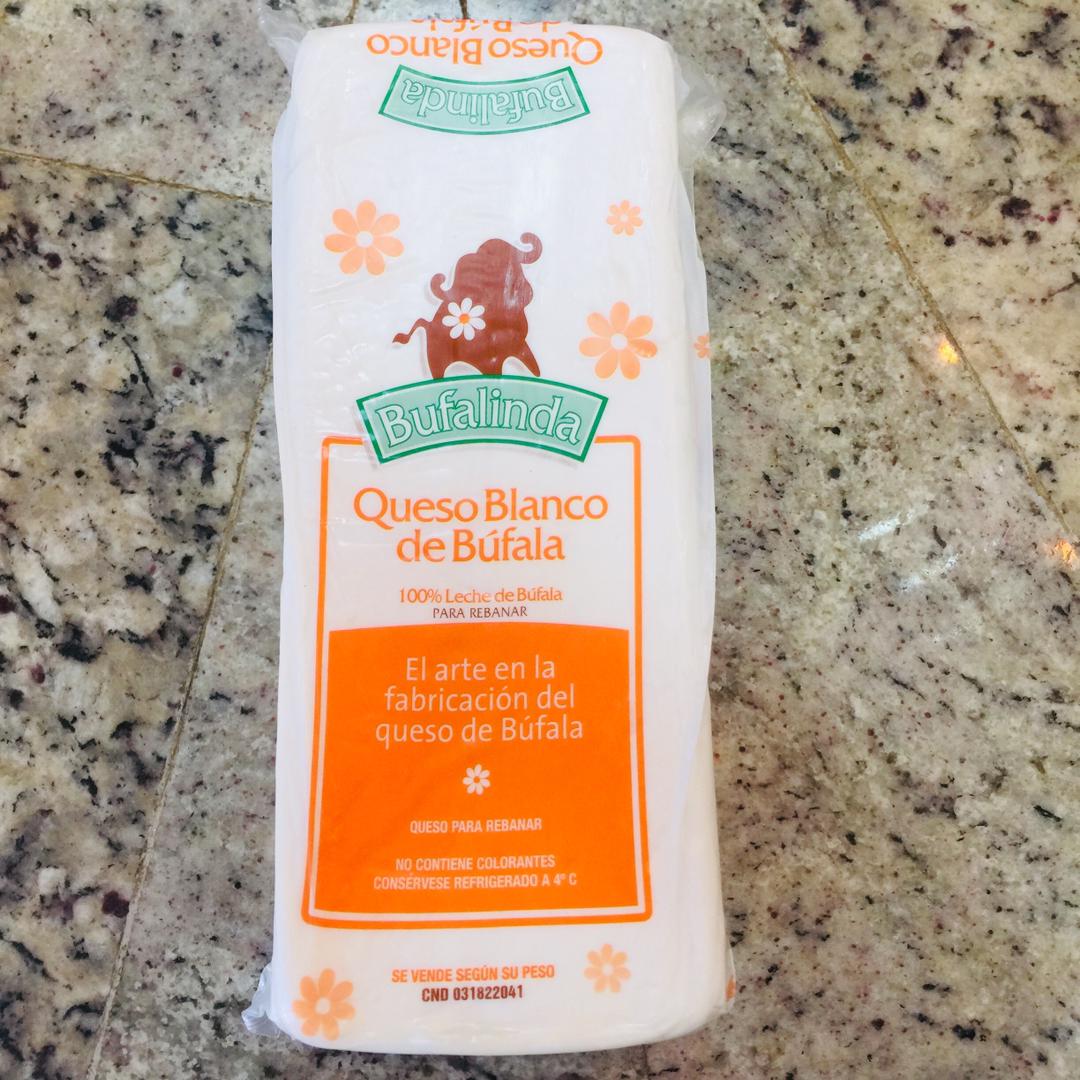 de Búfala
Queso Blanco
Bufalinda
Bufalinda
Queso Blanco
de Búfala
100% Leche de Búfala
PARA REBANAR
El arte en la
fabricación del
queso de Búfala
QUESO PARA REBANAR
NO CONTIENE COLORANTES
CONSÉRVESE REFRIGERADO A 4º C
SE VENDE SEGÚN SU PESO
CND 031822041